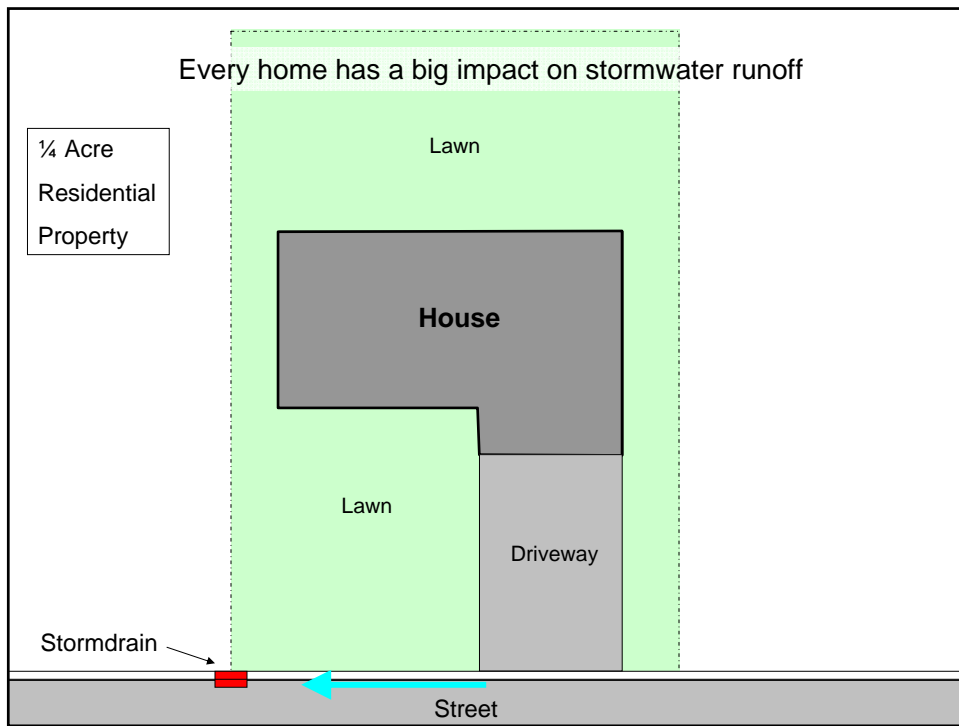 Every home has a big impact on stormwater runoff
¼ Acre
Residential
Property
Lawn
House
Lawn
Driveway
Stormdrain
Street